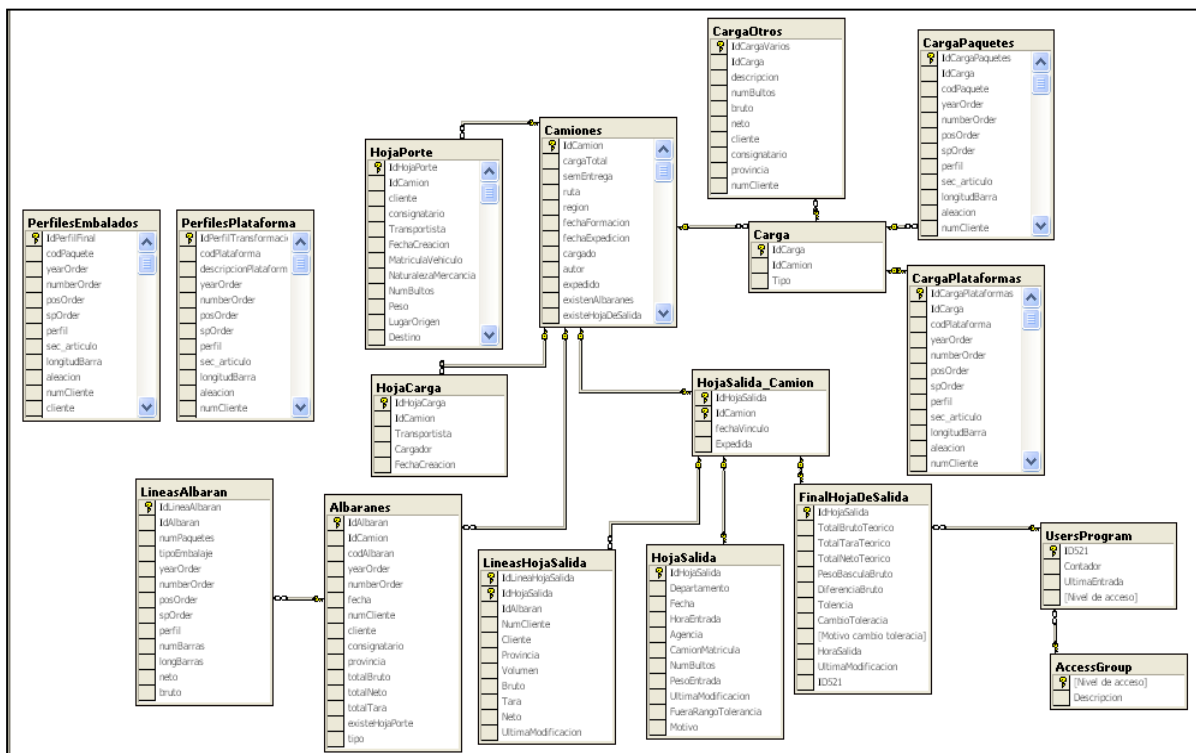 CargaOtros
IdCargaVarios
IdCarga
descripcion
numBultos
bruto
neto
cliente
consignatario
provincia
numCliente
CargaPaquetes
IdCargaPaquetes
IdCarga
codPaquete
yearOrder
numberOrder
posOrder
spOrder
perfil
sec_articulo
longitudBarra
aleacion
numCliente
Camiones
IdCamion
cargaTotal
semEntrega
ruta
region
fechaFormacion
fechaExpedicion
cargado
autor
expedido
existenAlbaranes
existeHojaDeSalida
HojaPorte
IdHojaPorte
IdCamion
cliente
consignatario
Transportista
FechaCreacion
MatriculaVehiculo
NaturalezaMercancia
NumBultos
Peso
LugarOrigen
Destino
PerfilesEmbalados
IdPerfilFinal
codPaquete
yearOrder
numberOrder
posOrder
spOrder
perfil
sec_articulo
longitudBarra
aleacion
numCliente
cliente
PerfilesPlataforma
IdPerfilTransformaci
codPlataforma
descripcionPlataform
yearOrder
numberOrder
posOrder
spOrder
perfil
sec_articulo
longitudBarra
aleacion
numCliente
Carga
IdCarga
IdCamion
Tipo
CargaPlataformas
IdCargaPlataformas
IdCarga
codPlataforma
yearOrder
numberOrder
posOrder
spOrder
perfil
sec_articulo
longitudBarra
aleacion
numCliente
HojaCarga
IdHojaCarga
IdCamion
Transportista
Cargador
FechaCreacion
HojaSalida_Camion
IdHojaSalida
IdCamion
fechaVinculo
Expedida
LineasAlbaran
IdLineaAlbaran
IdAlbaran
numPaquetes
tipoEmbalaje
yearOrder
numberOrder
posOrder
spOrder
perfil
numBarras
longBarras
neto
bruto
Albaranes
IdAlbaran
IdCamion
codAlbaran
yearOrder
numberOrder
fecha
numCliente
cliente
consignatario
provincia
totalBruto
totalNeto
totalTara
existeHojaPorte
tipo
LineasHojaSalida
IdLineaHojaSalida
IdHojaSalida
IdAlbaran
NumCliente
Cliente
Provincia
Volumen
Bruto
Tara
Neto
UltimaModificacion
HojaSalida
IdHojaSalida
Departamento
Fecha
HoraEntrada
Agencia
CamionMatricula
NumBultos
PesoEntrada
UltimaModificacion
FueraRangoTolerancia
Motivo
FinalHojaDeSalida
IdHojaSalida
TotalBrutoTeorico
TotalTaraTeorico
TotalNetoTeorico
PesoBasculaBruto
DiferenciaBruto
Tolencia
CambioToleracia
[Motivo cambio toleracia]
HoraSalida
UltimaModificacion
ID521
UsersProgram
ID521
Contador
UltimaEntrada
[Nivel de acceso]
AccessGroup
[Nivel de acceso]
Descripcion